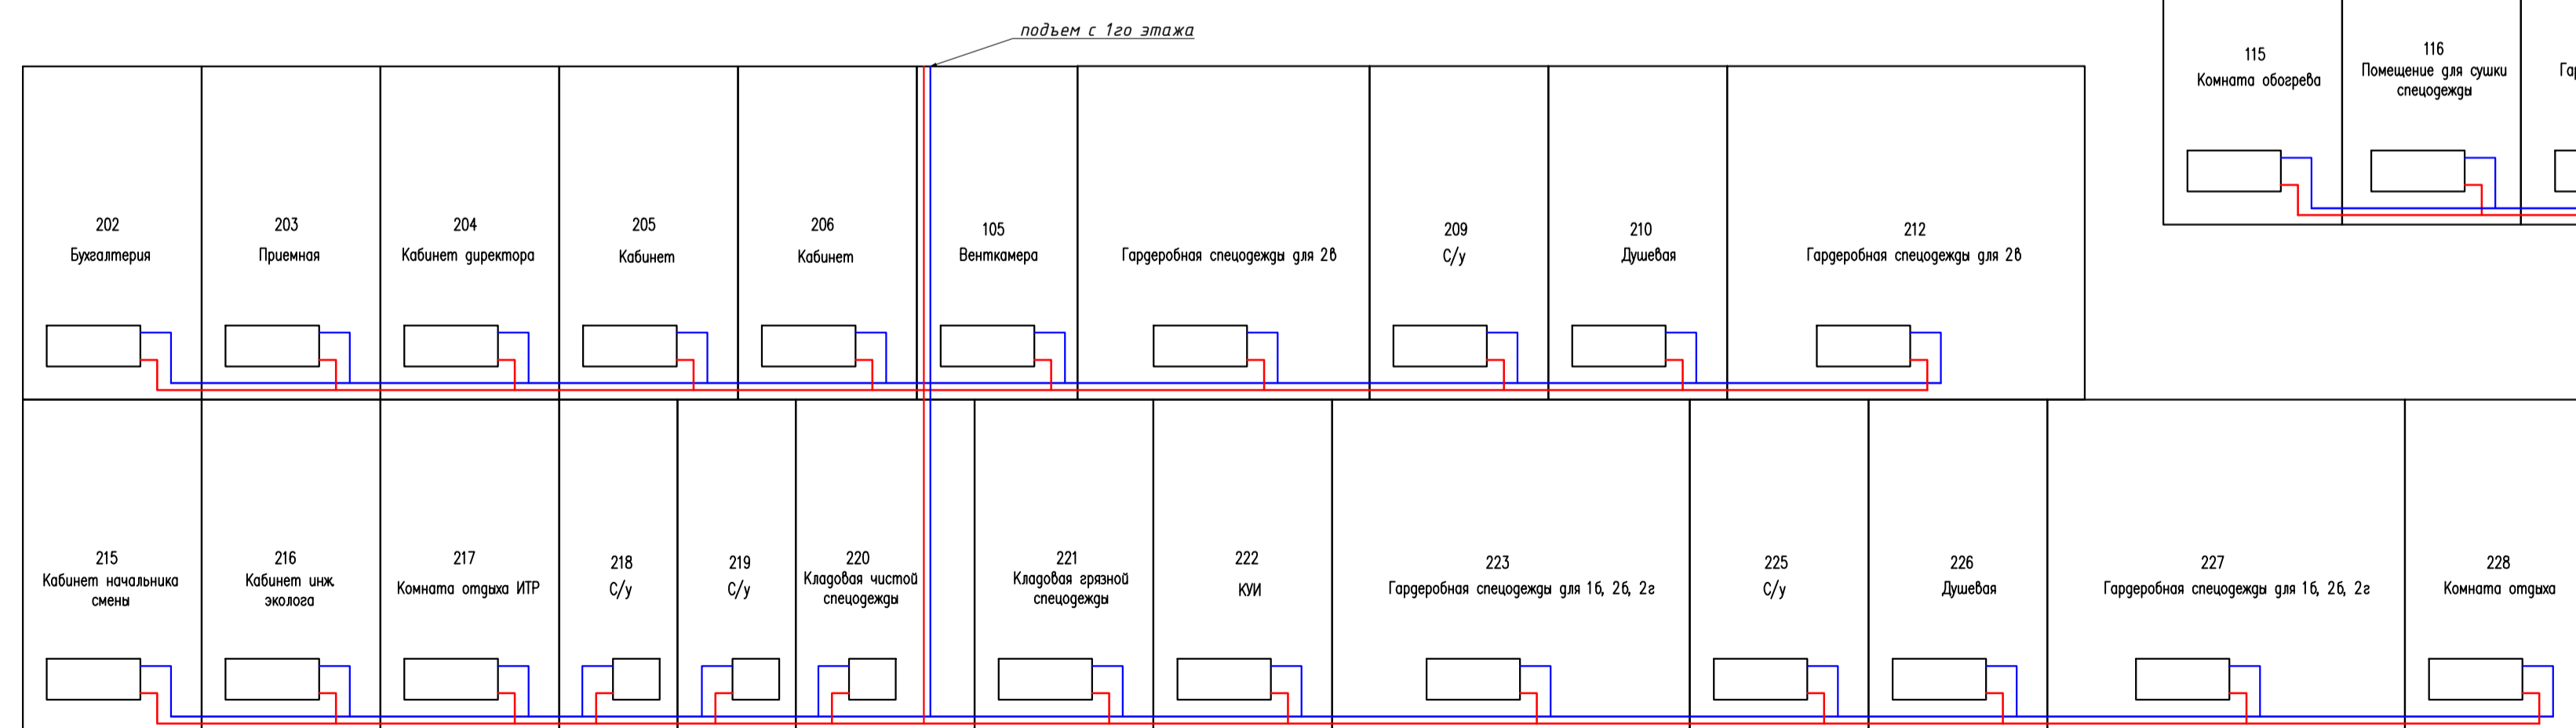 подъем с 1го этажа
115
Комната обогрева
116
Помещение для сушки
спецодежды
202
Бухгалтерия
203
Приемная
204
Кабинет директора
205
Кабинет
206
Кабинет
105
Венткамера
Гардеробная спецодежды для 2в
209
С/у
210
Душевая
212
Гардеробная спецодежды для 2в
215
Кабинет начальника
смены
216
Кабинет инж.
эколога
217
Комната отдыха ИТР
218
С/у
219
С/у
220
Кладовая чистой
спецодежды
221
Кладовая грязной
спецодежды
222
КУИ
223
Гардеробная спецодежды для 1б, 2б, 2г
225
С/у
226
Душевая
227
Гардеробная спецодежды для 1б, 2б, 2г
228
Комната отдыха